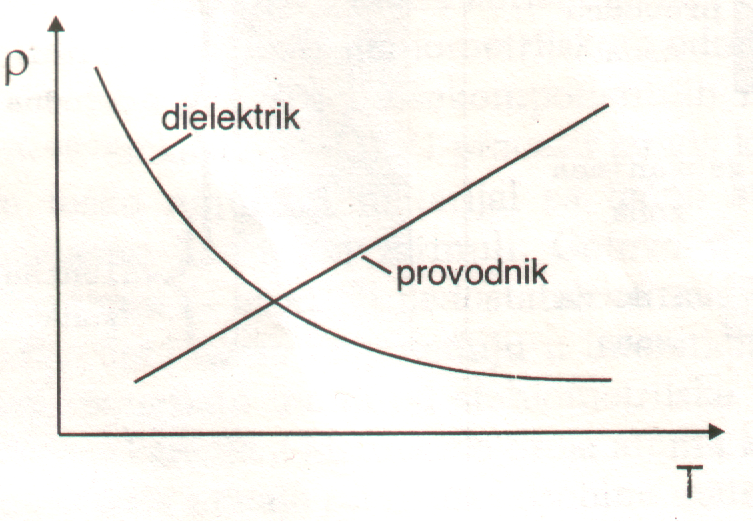 ρ
dielektrik
provodnik
T